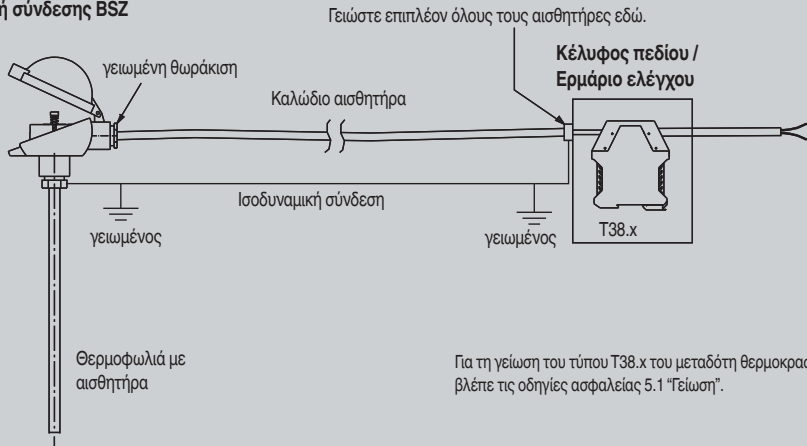 ή σύνδεσης BSZ
Γειώστε επιπλέον όλους τους αισθητήρες εδώ.
γειωμένη θωράκιση
Κέλυφος πεδίου /
Ερμάριο ελέγχου
Καλώδιο αισθητήρα
Ισοδυναμική σύνδεση
γειωμένος
γειωμένος
T38.x
Θερμοφωλιά με
αισθητήρα
Για τη γείωση του τύπου T38.x του μεταδότη θερμοκρασ
βλέπε τις οδηγίες ασφαλείας 5.1 “Γείωση”.